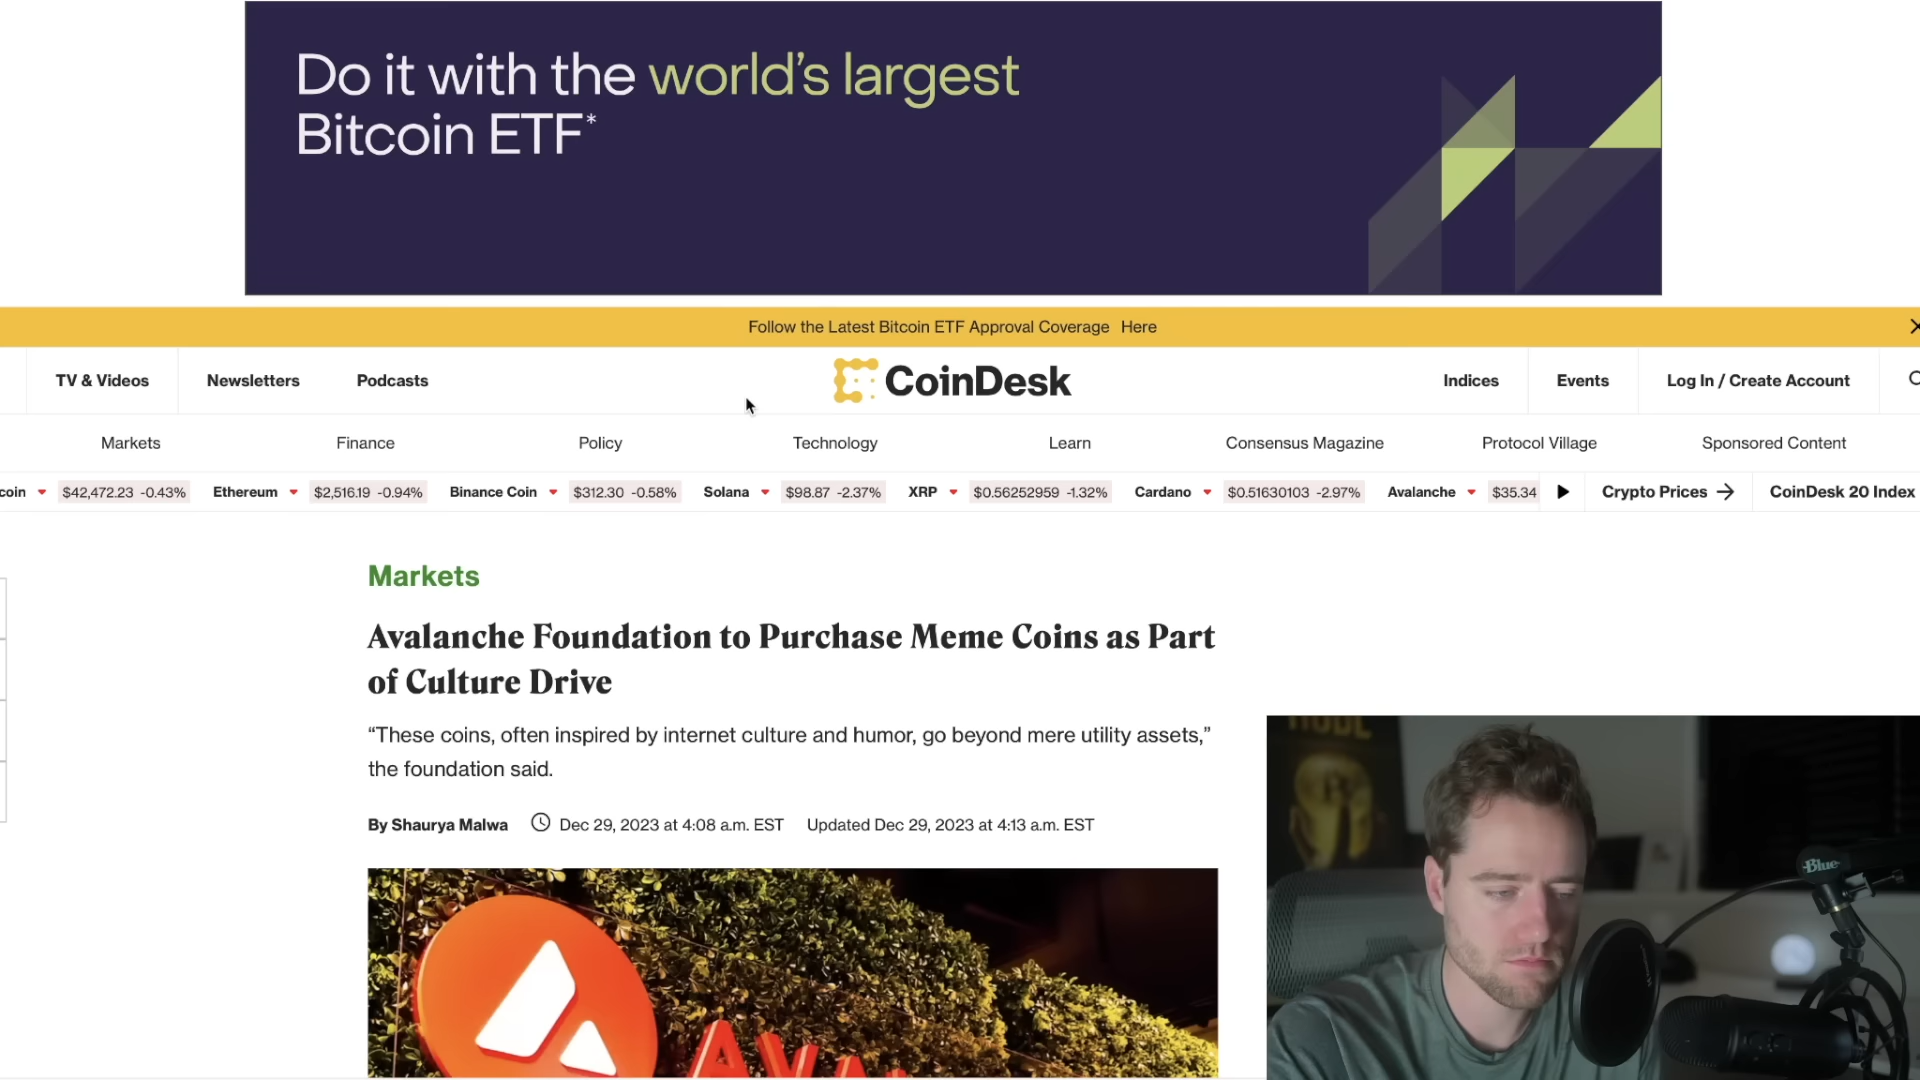 Do it with the world's largest
Bitcoin ETF*
Follow the Latest Bitcoin ETF Approval Coverage Here
TV & Videos Newsletters Podcasts CoinDesk Indices Events Log In / Create Account
Markets Finance Policy Technology Learn Consensus Magazine Protocol Village Sponsored Content
coin $42,472.23 -0.43% Ethereum $2,516.19 -0.94% Binance Coin $312.30 -0.58% Solana $98.87 -2.37% XRP $0.56252959 -1.32% Cardano $0.51630103 -2.97% Avalanche $35.34 Crypto Prices → CoinDesk 20 Index
Markets
Avalanche Foundation to Purchase Meme Coins as Part
of Culture Drive
“These coins, often inspired by internet culture and humor, go beyond mere utility assets,”
the foundation said.
By Shaurya Malwa Dec 29, 2023 at 4:08 a.m. EST Updated Dec 29, 2023 at 4:13 a.m. EST
HODL
Blue
AVA